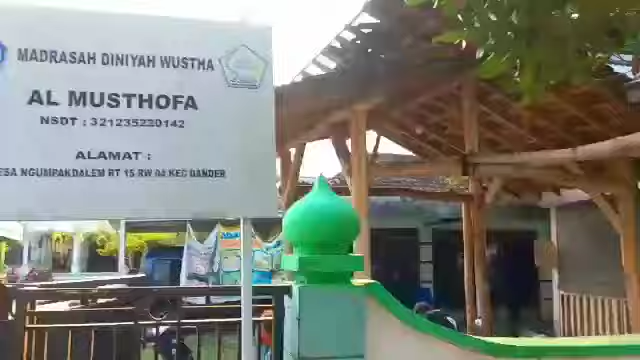 MADRASAH DINIYAH WUSTHA
AL MUSTHOFA
NSDT : 321235220142
ALAMAT :
ESA NGUMPAKDALEM RT 15 RW 04 KEC DANDER